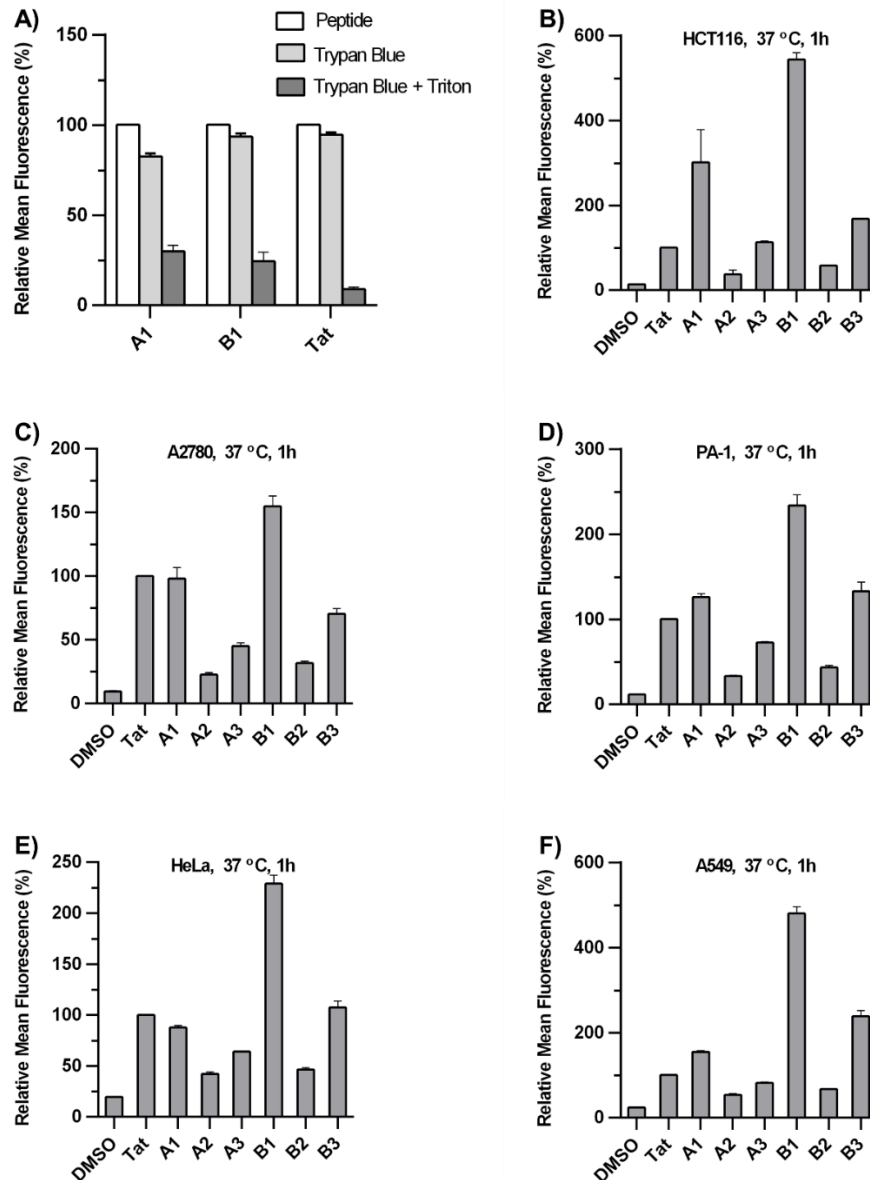 A)
Peptide
Trypan Blue
Trypan Blue + Triton
Relative Mean Fluorescence (%)
150
100
50
0
A1 B1 Tat
B)
HCT116, 37 °C, 1h
Relative Mean Fluorescence (%)
600
400
200
100
0
DMSO Tat A1 A2 A3 B1 B2 B3
C)
A2780, 37 °C, 1h
Relative Mean Fluorescence (%)
200
150
100
50
0
DMSO Tat A1 A2 A3 B1 B2 B3
D)
PA-1, 37 °C, 1h
Relative Mean Fluorescence (%)
300
200
100
0
DMSO Tat A1 A2 A3 B1 B2 B3
E)
HeLa, 37 °C, 1h
Relative Mean Fluorescence (%)
250
200
150
100
50
0
DMSO Tat A1 A2 A3 B1 B2 B3
F)
A549, 37 °C, 1h
Relative Mean Fluorescence (%)
600
400
200
100
0
DMSO Tat A1 A2 A3 B1 B2 B3